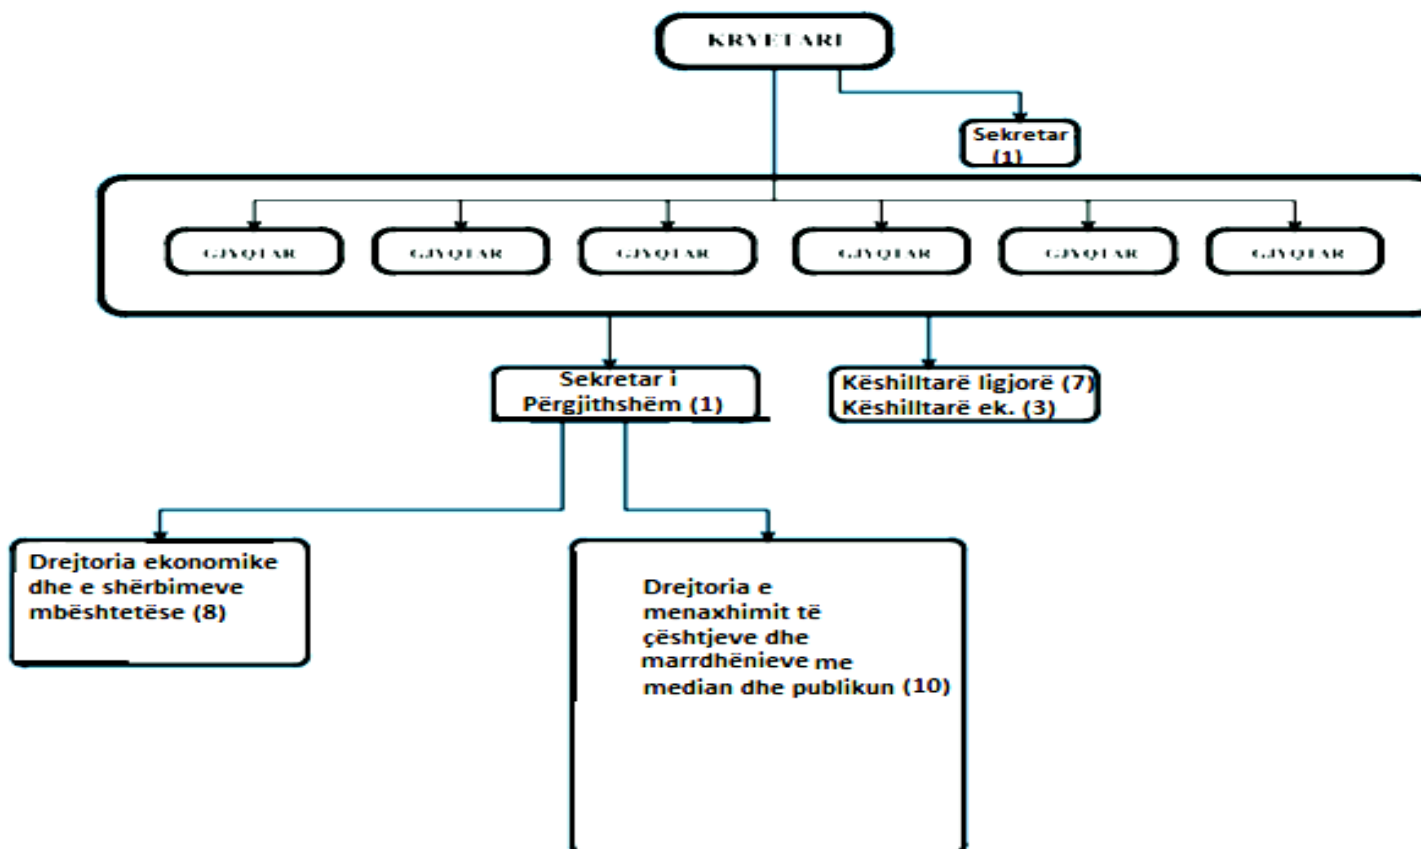 KRYETARI
Sekretar
(1)
GJYQTAR
GJYQTAR
GJYQTAR
GJYQTAR
GJYQTAR
GJYQTAR
Sekretar i
Përgjithshëm (1)
Këshilltarë ligjorë (7)
Këshilltarë ek. (3)
Drejtoria ekonomike
dhe e shërbimeve
mbështetëse (8)
Drejtoria e
menaxhimit të
çështjeve dhe
marrdhënieve me
median dhe publikun (10)